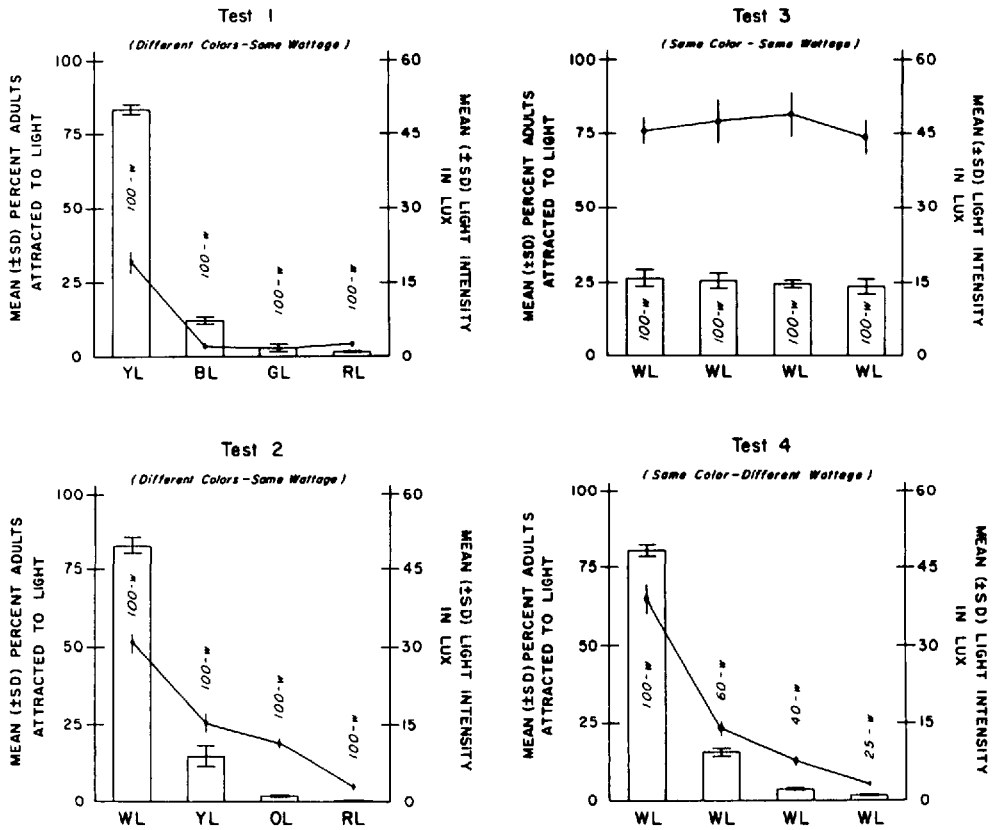 Test 1
(Different Colors-Same Wattage)
MEAN (±SD) PERCENT ADULTS
ATTRACTED TO LIGHT
100
75
50
25
0
100-w
100-w
100-w
100-w
YL BL GL RL
60
45
30
15
0
MEAN (±SD) LIGHT INTENSITY
IN LUX
Test 3
(Same Color - Same Wattage)
MEAN (±SD) PERCENT ADULTS
ATTRACTED TO LIGHT
100
75
50
25
0
100-w
100-w
100-w
100-w
WL WL WL WL
60
45
30
15
0
MEAN (±SD) LIGHT INTENSITY
IN LUX
Test 2
(Different Colors-Same Wattage)
MEAN (±SD) PERCENT ADULTS
ATTRACTED TO LIGHT
100
75
50
25
0
100-w
100-w
100-w
100-w
WL YL OL RL
60
45
30
15
0
MEAN (±SD) LIGHT INTENSITY
IN LUX
Test 4
(Same Color-Different Wattage)
MEAN (±SD) PERCENT ADULTS
ATTRACTED TO LIGHT
100
75
50
25
0
100-w
60-w
40-w
25-w
WL WL WL WL
60
45
30
15
0
MEAN (±SD) LIGHT INTENSITY
IN LUX